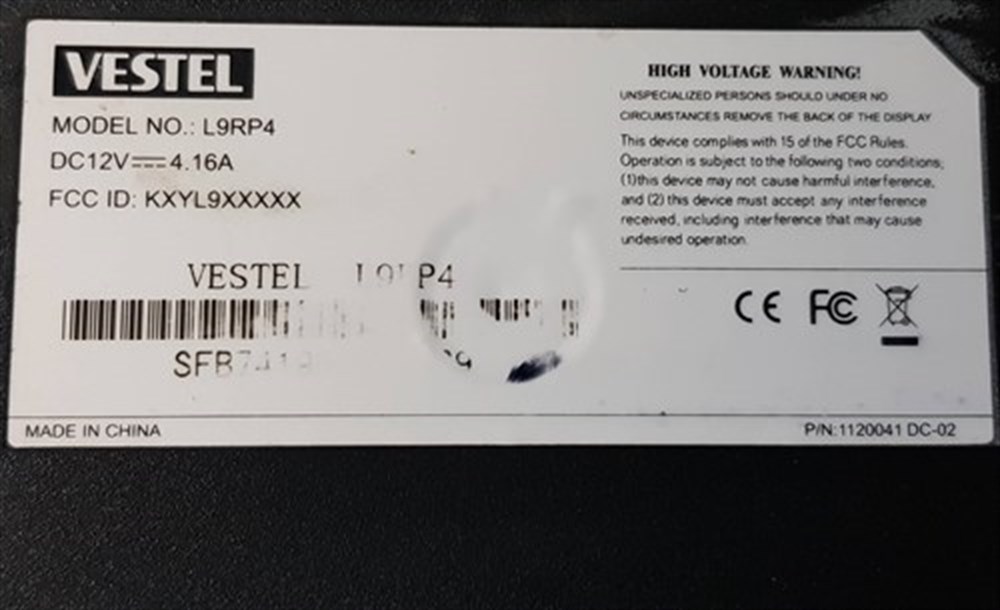 VESTEL
MODEL NO.: L9RP4
DC12V⎓4.16A
FCC ID: KXYL9XXXXX
VESTEL
MADE IN CHINA
HIGH VOLTAGE WARNING!
UNSPECIALIZED PERSONS SHOULD UNDER NO
CIRCUMSTANCES REMOVE THE BACK OF THE DISPLAY
This device complies with 15 of the FCC Rules.
Operation is subject to the following two conditions;
(1)this device may not cause harmful interference,
and (2) this device must accept any interference
received, including interference that may cause
undesired operation.
CE FC
P/N:1120041 DC-02